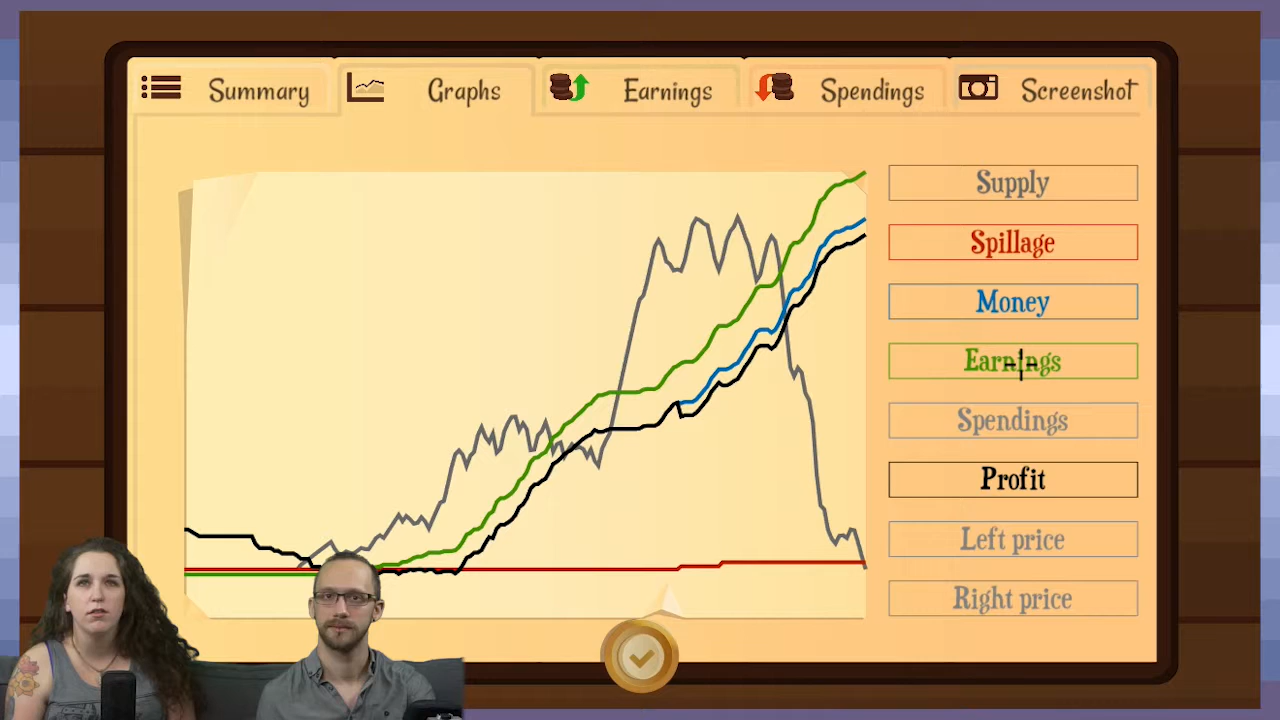 Summary
Graphs
Earnings
Spendings
Screenshot
Supply
Spillage
Money
Earnings
Spendings
Profit
Left price
Right price